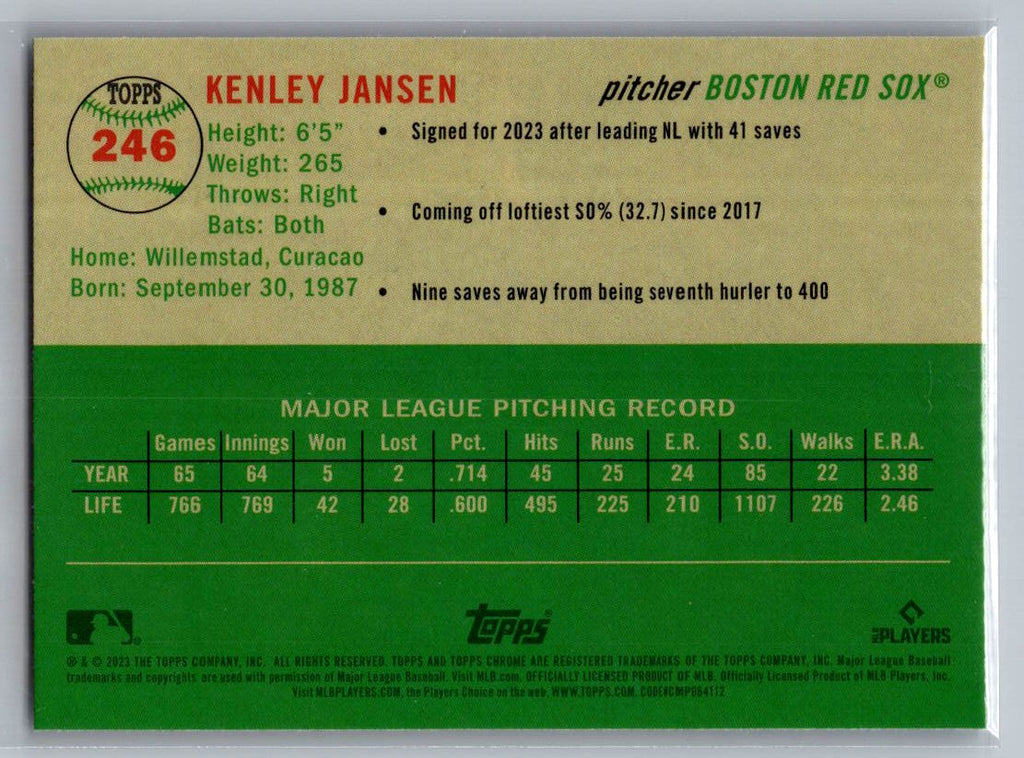 TOPPS
246
KENLEY JANSEN
pitcher BOSTON RED SOX®
Height: 6'5"
Weight: 265
Throws: Right
Bats: Both
Home: Willemstad, Curacao
Born: September 30, 1987
• Signed for 2023 after leading NL with 41 saves
• Coming off loftiest SO% (32.7) since 2017
• Nine saves away from being seventh hurler to 400
MAJOR LEAGUE PITCHING RECORD
Games Innings Won Lost Pct. Hits Runs E.R. S.O. Walks E.R.A.
YEAR 65 64 5 2 .714 45 25 24 85 22 3.38
LIFE 766 769 42 28 .600 495 225 210 1107 226 2.46
Topps®
MLB PLAYERS
® & © 2023 THE TOPPS COMPANY, INC. ALL RIGHTS RESERVED. TOPPS AND TOPPS CHROME ARE REGISTERED TRADEMARKS OF THE TOPPS COMPANY, INC. Major League Baseball
trademarks and copyrights are used with permission of Major League Baseball. Visit MLB.com. OFFICIALLY LICENSED PRODUCT OF MLB. Officially Licensed Product of MLB Players, Inc.
Visit MLBPLAYERS.COM, the Players Choice on the web. WWW.TOPPS.COM. CODE#CMP064112